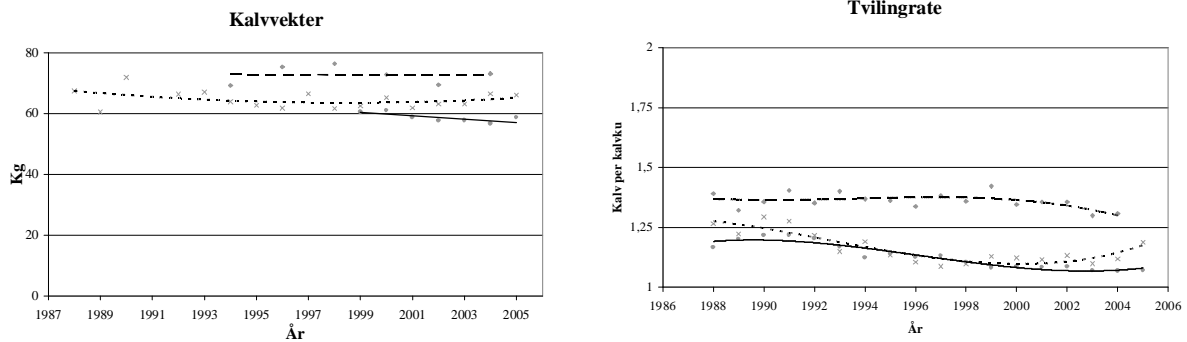 Kalvvekter
80
60
40
20
0
Kg
1987 1989 1991 1993 1995 1997 1999 2001 2003 2005
År
Tvilingrate
2
1,75
1,5
1,25
1
Kalv per kalvku
1986 1988 1990 1992 1994 1996 1998 2000 2002 2004 2006
År